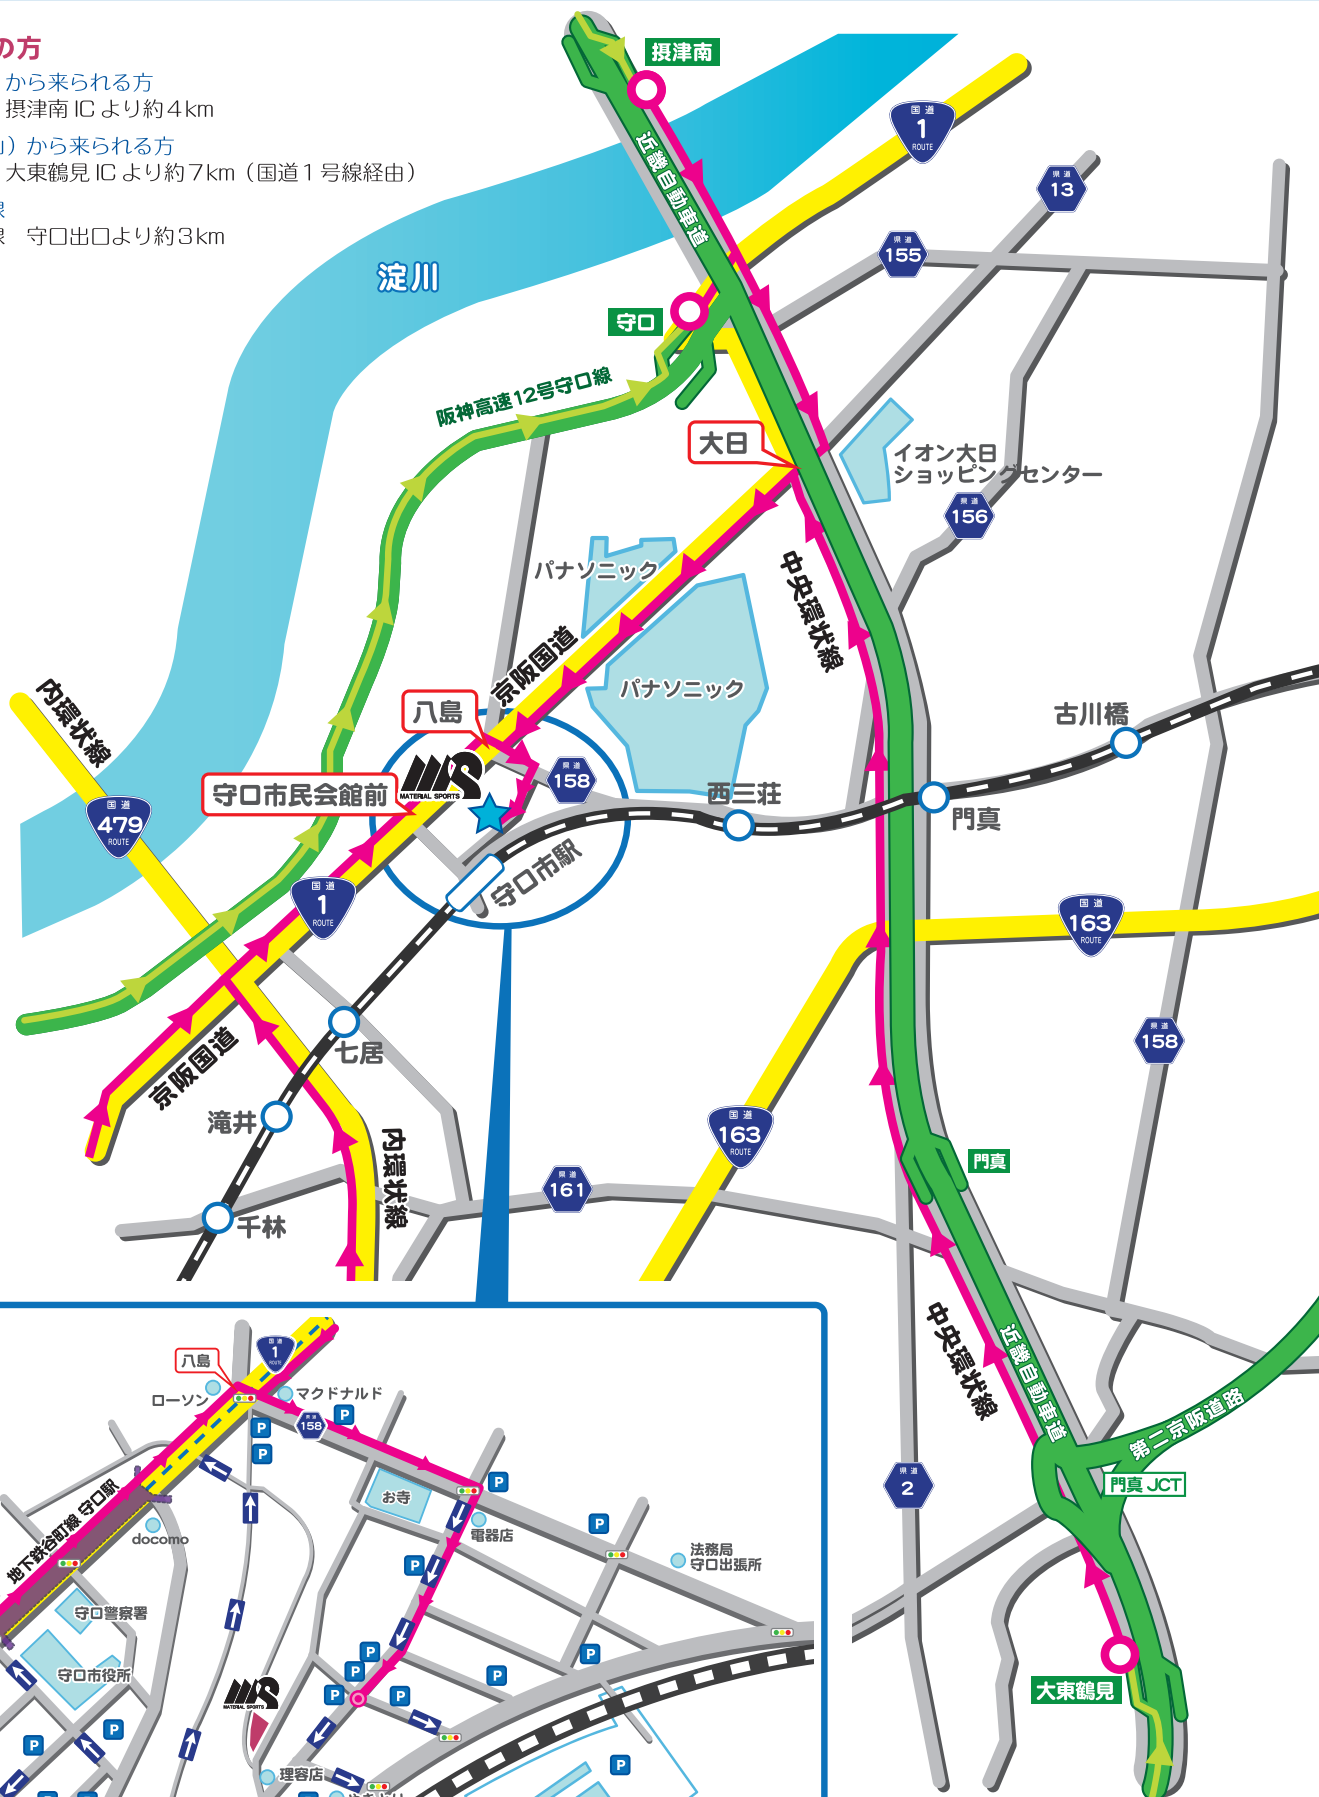 の方
から来られる方
摂津南 IC より約４km
）から来られる方
大東鶴見 IC より約７km（国道１号線経由）
線
線　守口出口より約３km
摂津南
国道
1
ROUTE
近畿自動車道
県道
13
県道
155
淀川
守口
阪神高速12号守口線
大日
イオン大日
ショッピングセンター
県道
156
パナソニック
中央環状線
京阪国道
パナソニック
内環状線
八島
古川橋
県道
158
MATERIAL SPORTS
守口市民会館前
西三荘
門真
国道
479
ROUTE
守口市駅
国道
1
ROUTE
国道
163
ROUTE
京阪国道
七居
県道
158
滝井
国道
163
ROUTE
内環状線
門真
県道
161
千林
中央環状線
近畿自動車道
第二京阪道路
門真 JCT
県道
2
大東鶴見
国道
1
ROUTE
八島
ローソン
マクドナルド
県道
158
P
P
P
P
お寺
地下鉄谷町線 守口駅
docomo
電器店
P
法務局
守口出張所
P
守口警察署
守口市役所
P
P
P
P
P
P
MATERIAL SPORTS
P
P
P
理容店